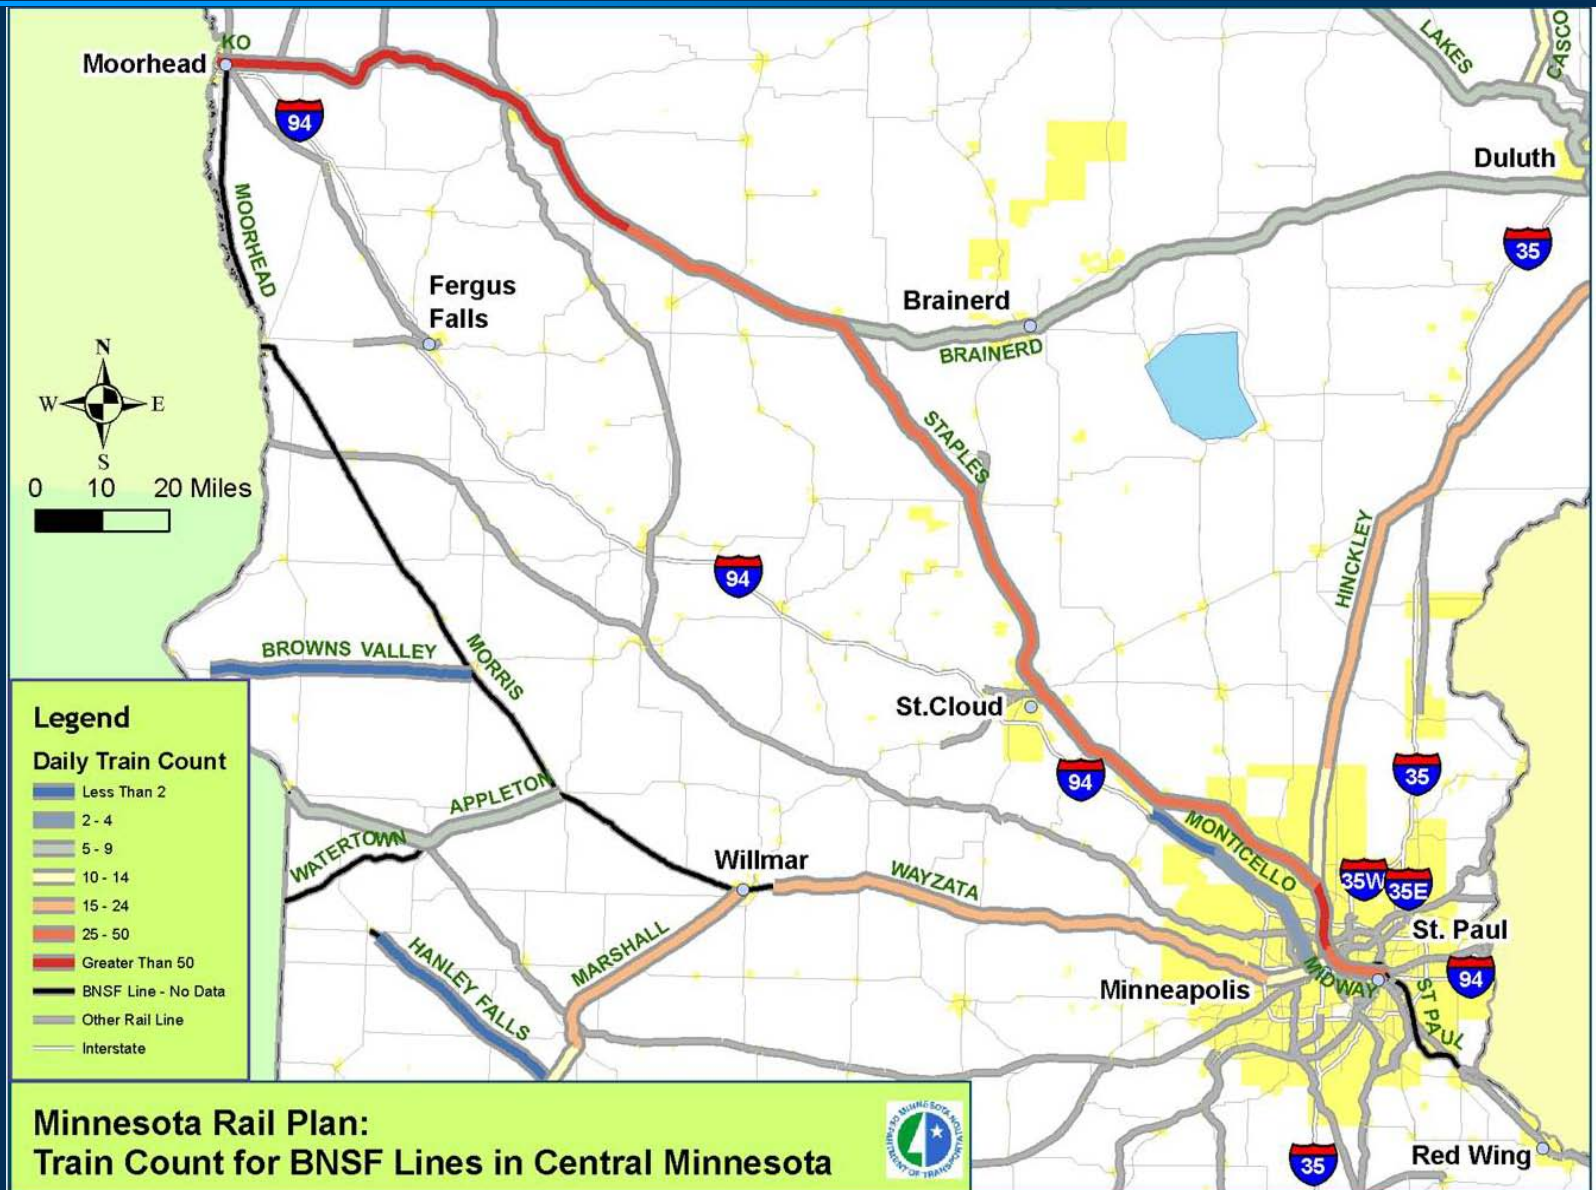 KO
Moorhead
94
LAKES
CASCO
Duluth
MOORHEAD
35
Fergus
Falls
Brainerd
BRAINERD
N
W E
S
0 10 20 Miles
STAPLES
HINCKLEY
94
BROWNS VALLEY
MORRIS
St.Cloud
94
35
APPLETON
WATERTOWN
MONTICELLO
Willmar
WAYZATA
35W
35E
St. Paul
HANLEY FALLS
MARSHALL
Minneapolis
MIDWAY
94
ST PAUL
Legend
Daily Train Count
Less Than 2
2 - 4
5 - 9
10 - 14
15 - 24
25 - 50
Greater Than 50
BNSF Line - No Data
Other Rail Line
Interstate
35
Red Wing
Minnesota Rail Plan:
Train Count for BNSF Lines in Central Minnesota
MINNESOTA
DEPARTMENT OF TRANSPORTATION